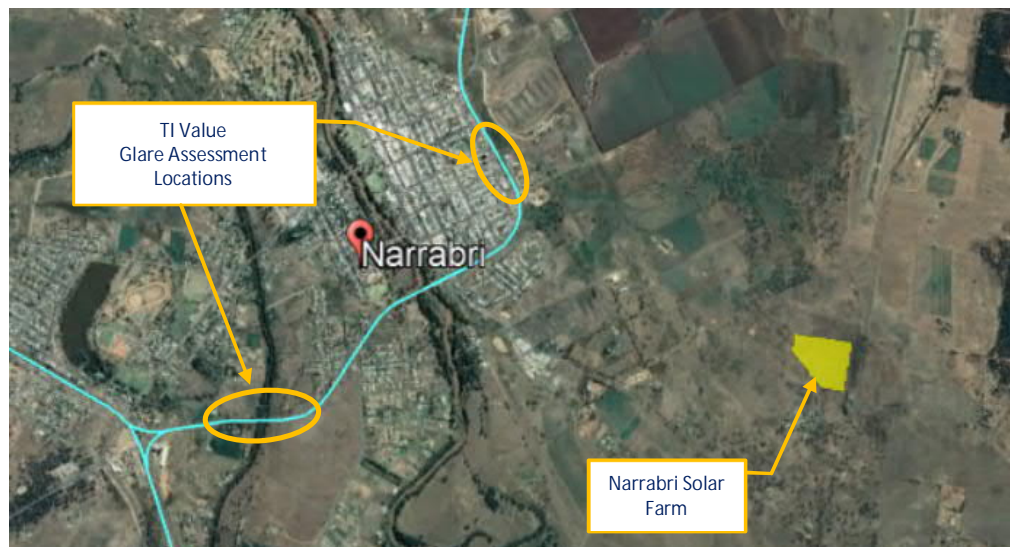 TI Value
Glare Assessment
Locations
Narrabri
Narrabri Solar
Farm